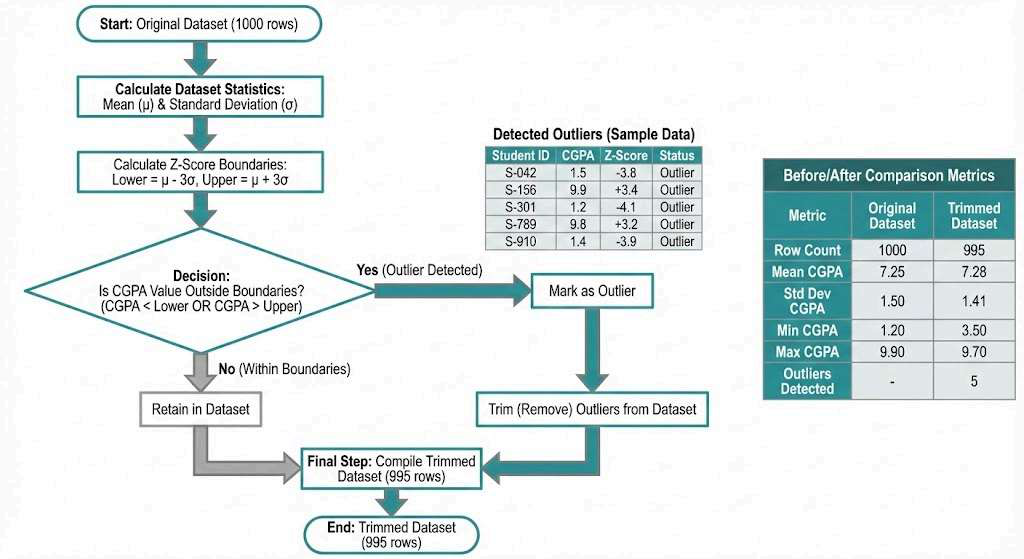 Start: Original Dataset (1000 rows)
Calculate Dataset Statistics:
Mean (μ) & Standard Deviation (σ)
Calculate Z-Score Boundaries:
Lower = μ - 3σ, Upper = μ + 3σ
Decision:
Is CGPA Value Outside Boundaries?
(CGPA < Lower OR CGPA > Upper)
Yes (Outlier Detected)
Mark as Outlier
No (Within Boundaries)
Retain in Dataset
Trim (Remove) Outliers from Dataset
Final Step: Compile Trimmed
Dataset (995 rows)
End: Trimmed Dataset
(995 rows)
Detected Outliers (Sample Data)
Student ID CGPA Z-Score Status
S-042 1.5 -3.8 Outlier
S-156 9.9 +3.4 Outlier
S-301 1.2 -4.1 Outlier
S-789 9.8 +3.2 Outlier
S-910 1.4 -3.9 Outlier
Before/After Comparison Metrics
Metric Original Dataset Trimmed Dataset
Row Count 1000 995
Mean CGPA 7.25 7.28
Std Dev CGPA 1.50 1.41
Min CGPA 1.20 3.50
Max CGPA 9.90 9.70
Outliers Detected - 5